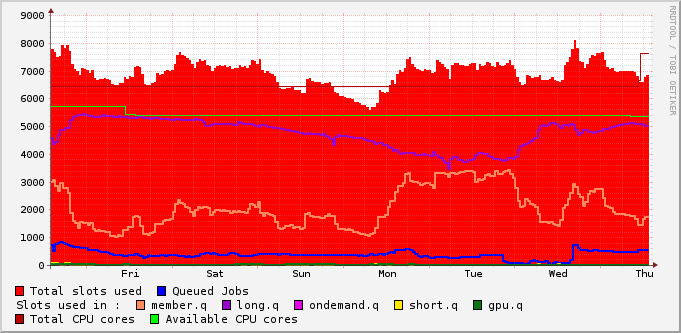 9000
8000
7000
6000
5000
4000
3000
2000
1000
0
Fri Sat Sun Mon Tue Wed Thu
RRDTOOL / TOBI OETIKER
Total slots used Queued Jobs
Slots used in : member.q long.q ondemand.q short.q gpu.q
Total CPU cores Available CPU cores